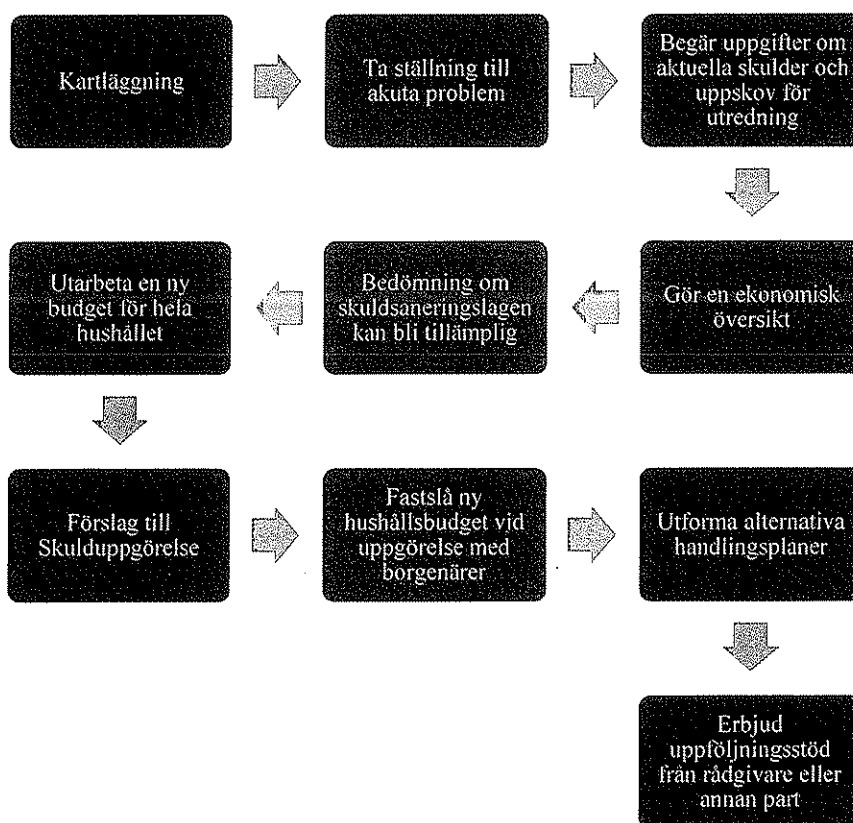 Kartläggning
Ta ställning till
akuta problem
Begär uppgifter om
aktuella skulder och
uppskov för
utredning
Gör en ekonomisk
översikt
Bedömning om
skuldsaneringslagen
kan bli tillämplig
Utarbeta en ny
budget för hela
hushållet
Förslag till
Skulduppgörelse
Fastslå ny
hushållsbudget vid
uppgörelse med
borgenärer
Utforma alternativa
handlingsplaner
Erbjud
uppföljningsstöd
från rådgivare eller
annan part